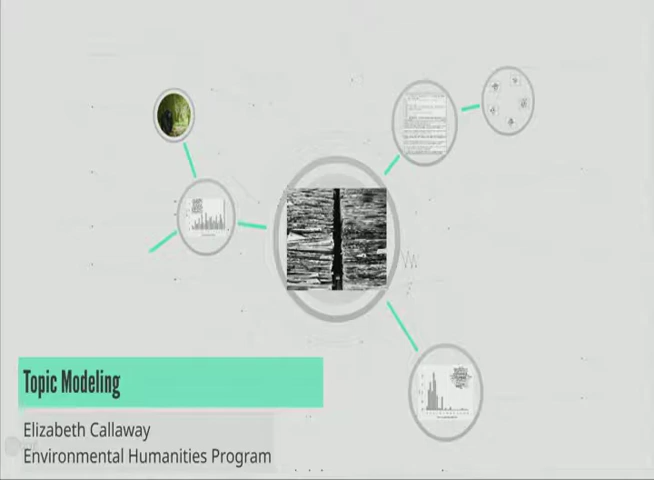 Topic Modeling
Elizabeth Callaway
Environmental Humanities Program